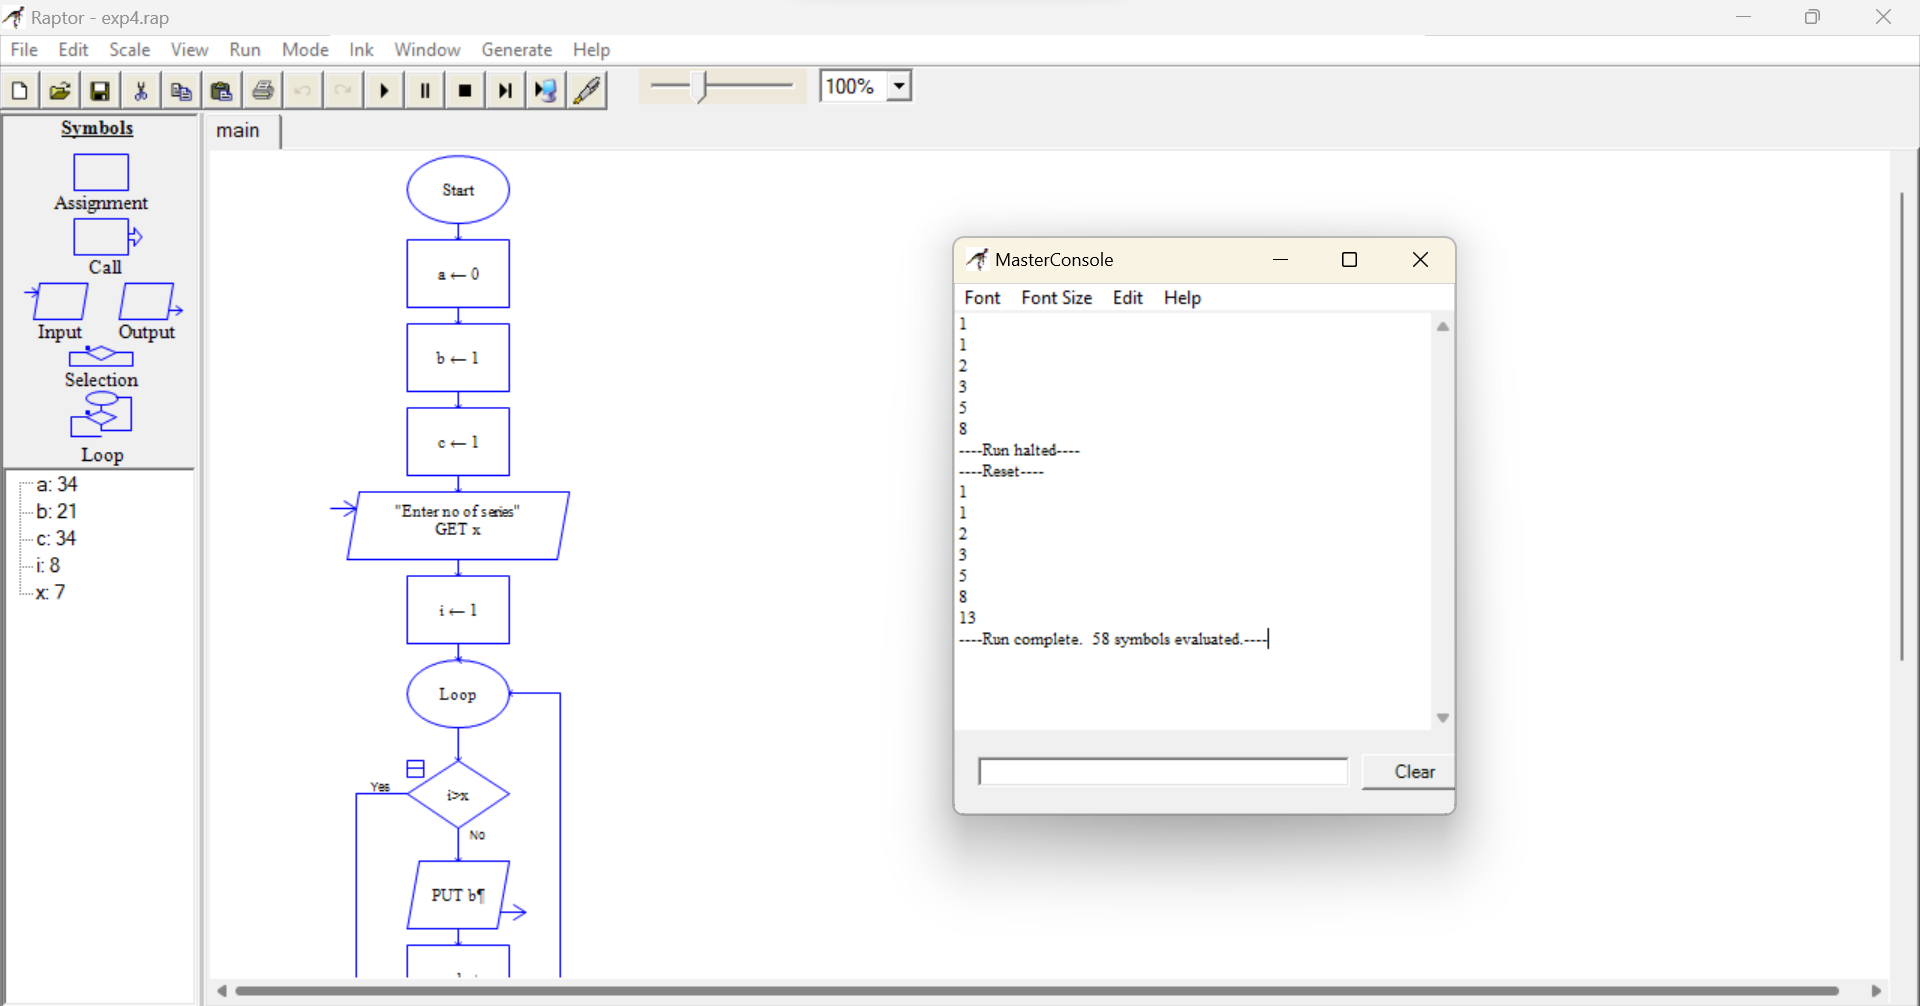 Raptor - exp4.rap
File Edit Scale View Run Mode Ink Window Generate Help
100%
Symbols
Assignment
Call
Input Output
Selection
Loop
a: 34
b: 21
c: 34
i: 8
x: 7
main
Start
a ← 0
b ← 1
c ← 1
"Enter no of series"
GET x
i ← 1
Loop
Yes
i>x
No
PUT b¶
MasterConsole
Font Font Size Edit Help
1
1
2
3
5
8
----Run halted----
----Reset----
1
1
2
3
5
8
13
----Run complete.  58 symbols evaluated.----
Clear